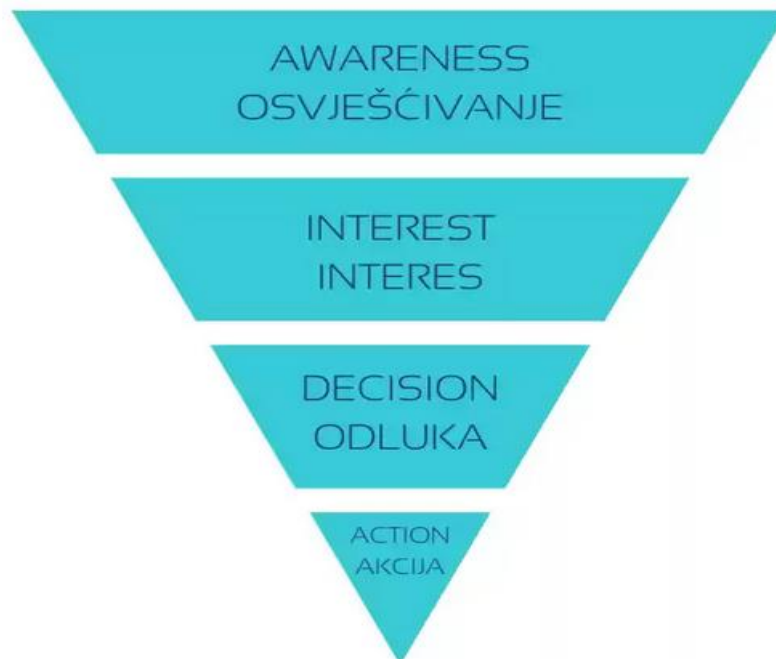 AWARENESS
OSVJEŠĆIVANJE
INTEREST
INTERES
DECISION
ODLUKA
ACTION
AKCIJA